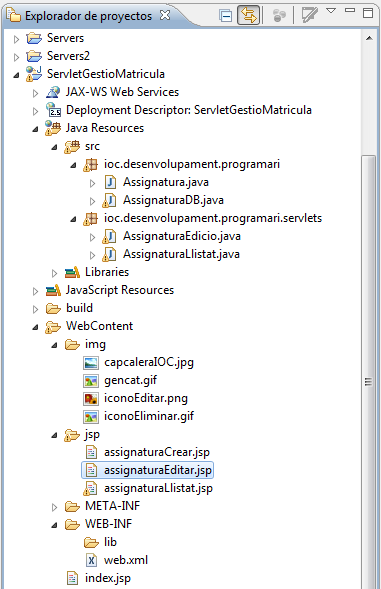 Explorador de proyectos
Servers
Servers2
ServletGestioMatricula
JAX-WS Web Services
Deployment Descriptor: ServletGestioMatricula
Java Resources
src
ioc.desenvolupament.programari
Assignatura.java
AssignaturaDB.java
ioc.desenvolupament.programari.servlets
AssignaturaEdicio.java
AssignaturaLlistat.java
Libraries
JavaScript Resources
build
WebContent
img
capcaleraIOC.jpg
gencat.gif
iconoEditar.png
iconoEliminar.gif
jsp
assignaturaCrear.jsp
assignaturaEditar.jsp
assignaturaLlistat.jsp
META-INF
WEB-INF
lib
web.xml
index.jsp